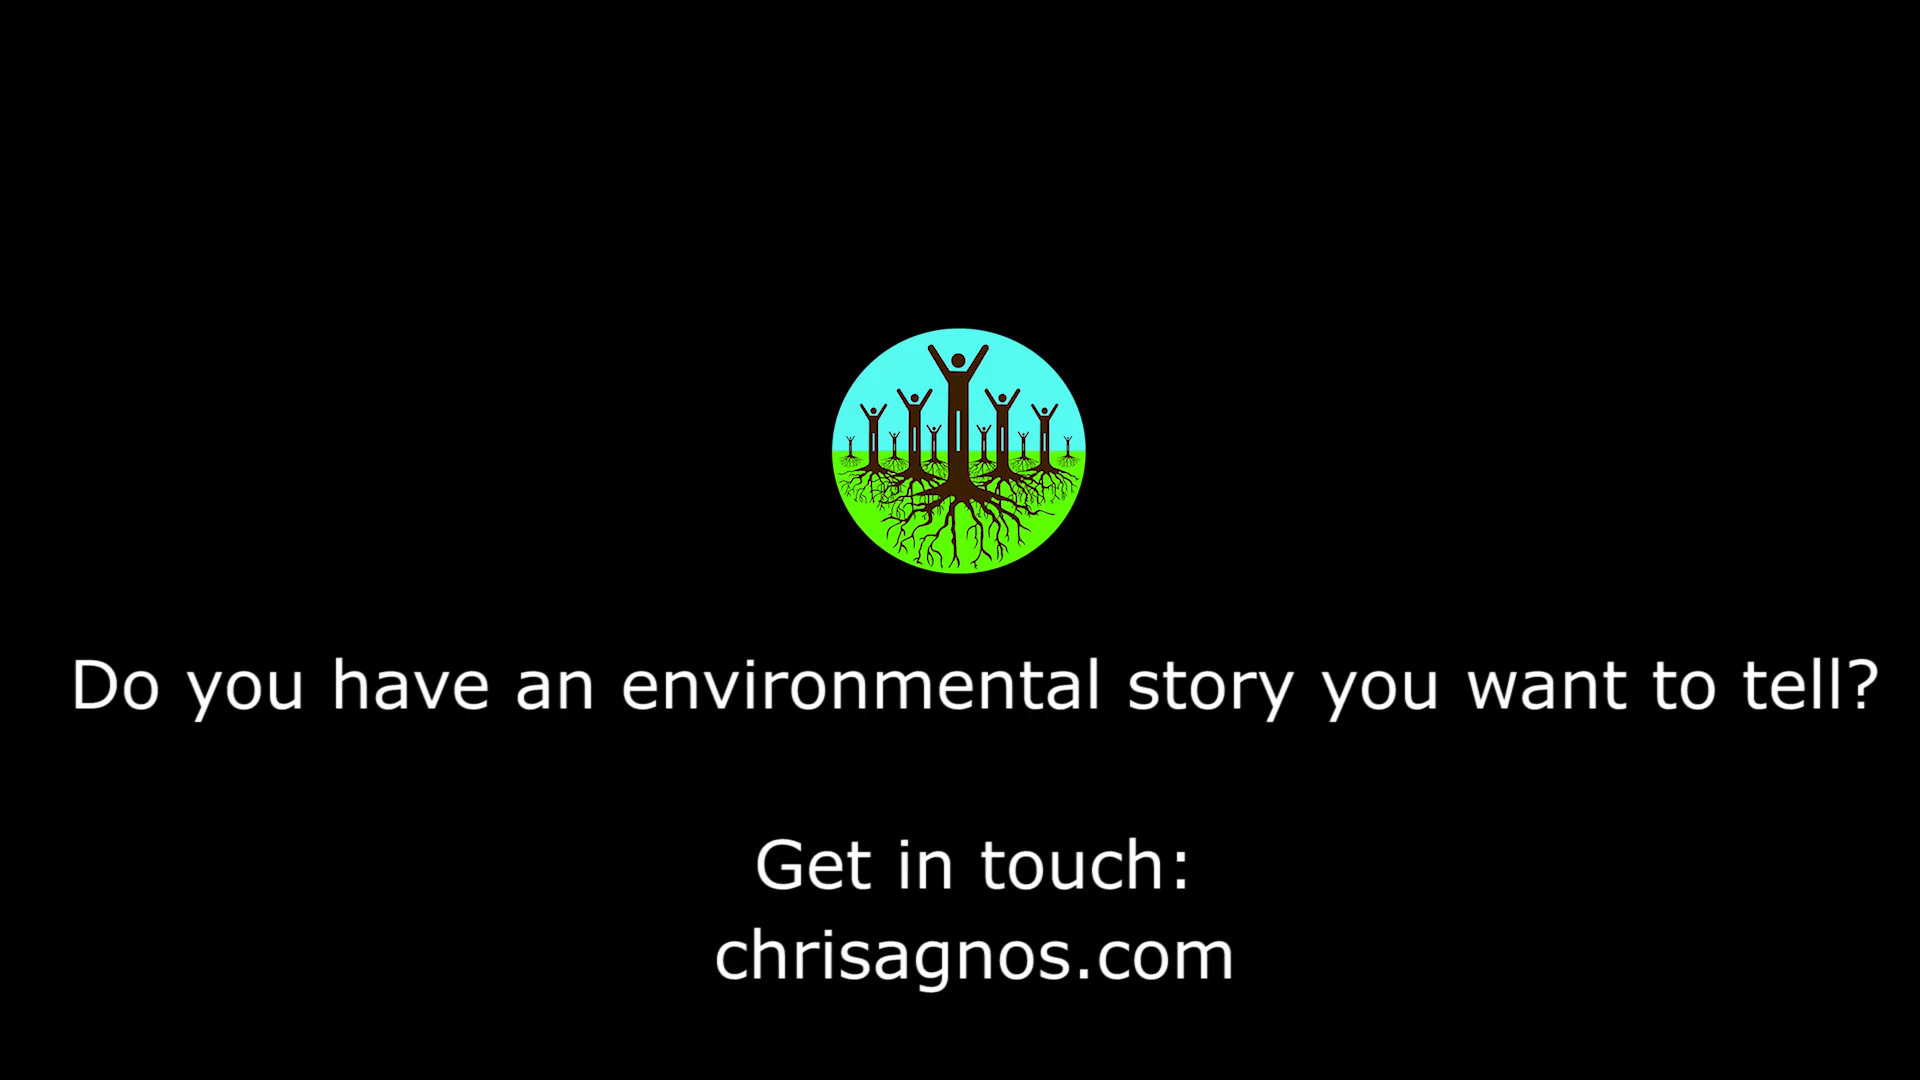 Do you have an environmental story you want to tell?
Get in touch:
chrisagnos.com